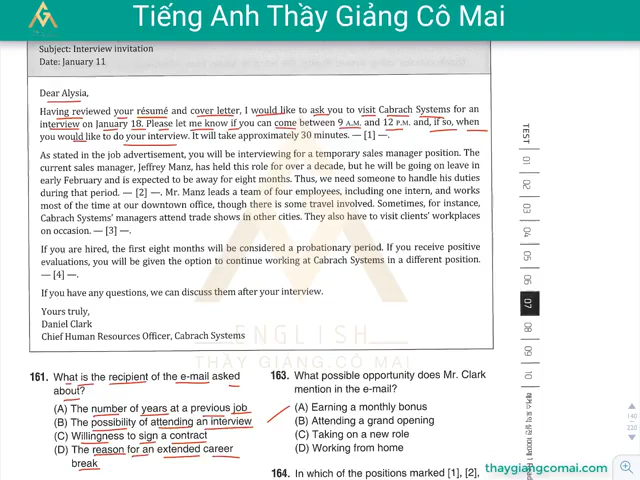 Tiếng Anh Thầy Giảng Cô Mai
Subject: Interview invitation
Date: January 11
Dear Alysia,
Having reviewed your résumé and cover letter, I would like to ask you to visit Cabrach Systems for an
interview on January 18. Please let me know if you can come between 9 A.M. and 12 P.M. and, if so, when
you would like to do your interview. It will take approximately 30 minutes. — [1] —.
As stated in the job advertisement, you will be interviewing for a temporary sales manager position. The
current sales manager, Jeffrey Manz, has held this role for over a decade, but he will be going on leave in
early February and is expected to be away for eight months. Thus, we need someone to handle his duties
during that period. — [2] —. Mr. Manz leads a team of four employees, including one intern, and works
most of the time at our downtown office, though there is some travel involved. Sometimes, for instance,
Cabrach Systems' managers attend trade shows in other cities. They also have to visit clients' workplaces
on occasion. — [3] —.
If you are hired, the first eight months will be considered a probationary period. If you receive positive
evaluations, you will be given the option to continue working at Cabrach Systems in a different position.
— [4] —.
If you have any questions, we can discuss them after your interview.
Yours truly,
Daniel Clark
Chief Human Resources Officer, Cabrach Systems
ENGLISH
THẦY GIẢNG CÔ MAI
161. What is the recipient of the e-mail asked
about?
(A) The number of years at a previous job
(B) The possibility of attending an interview
(C) Willingness to sign a contract
(D) The reason for an extended career
break
163. What possible opportunity does Mr. Clark
mention in the e-mail?
(A) Earning a monthly bonus
(B) Attending a grand opening
(C) Taking on a new role
(D) Working from home
164. In which of the positions marked [1], [2],
TEST
01
02
03
04
05
06
07
08
09
10
140
220
thaygiangcomai.com